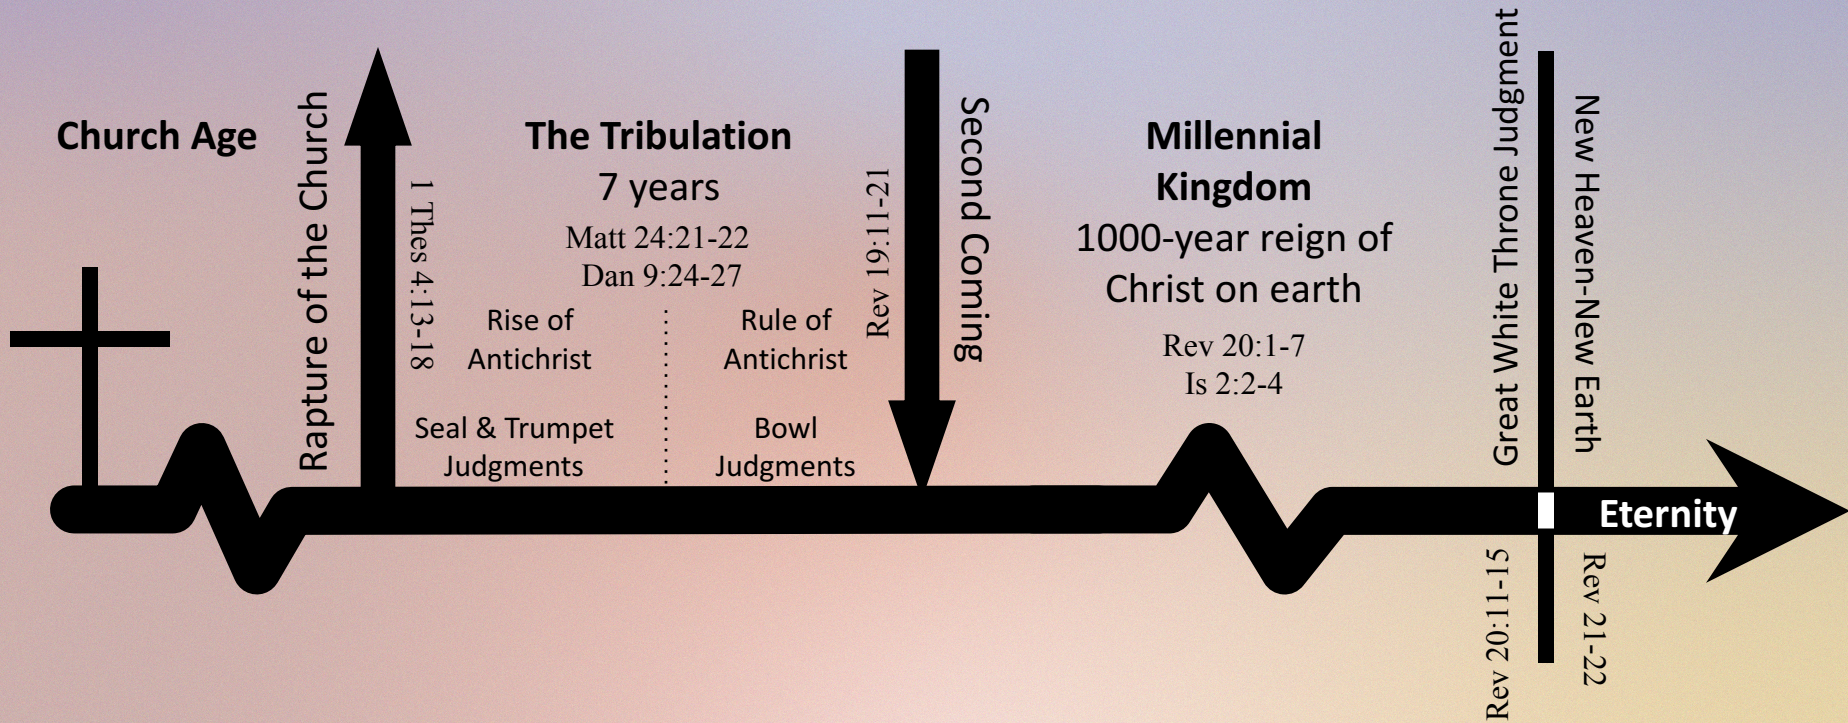 Church Age
Rapture of the Church
1 Thes 4:13-18
The Tribulation
7 years
Matt 24:21-22
Dan 9:24-27
Rise of
Antichrist
Seal & Trumpet
Judgments
Rule of
Antichrist
Bowl
Judgments
Rev 19:11-21
Second Coming
Millennial
Kingdom
1000-year reign of
Christ on earth
Rev 20:1-7
Is 2:2-4
Great White Throne Judgment
Rev 20:11-15
New Heaven-New Earth
Eternity
Rev 21-22